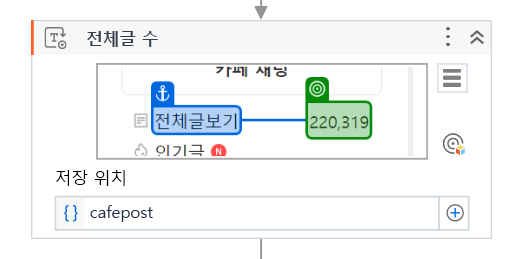 전체글 수
카페 채팅
전체글보기 220,319
인기글 N
저장 위치
{ } cafepost